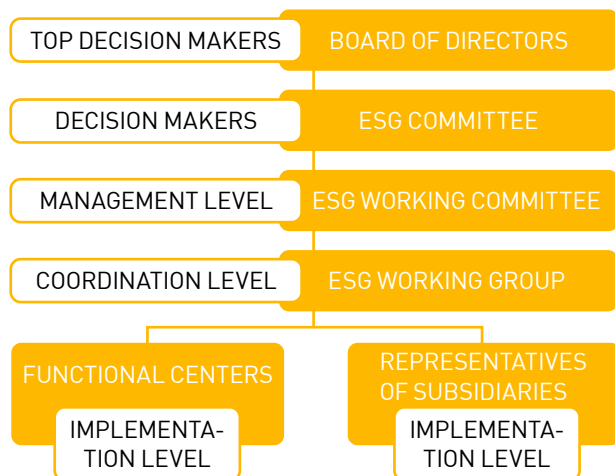 TOP DECISION MAKERS
BOARD OF DIRECTORS
DECISION MAKERS
ESG COMMITTEE
MANAGEMENT LEVEL
ESG WORKING COMMITTEE
COORDINATION LEVEL
ESG WORKING GROUP
FUNCTIONAL CENTERS
IMPLEMENTA-
TION LEVEL
REPRESENTATIVES
OF SUBSIDIARIES
IMPLEMENTA-
TION LEVEL